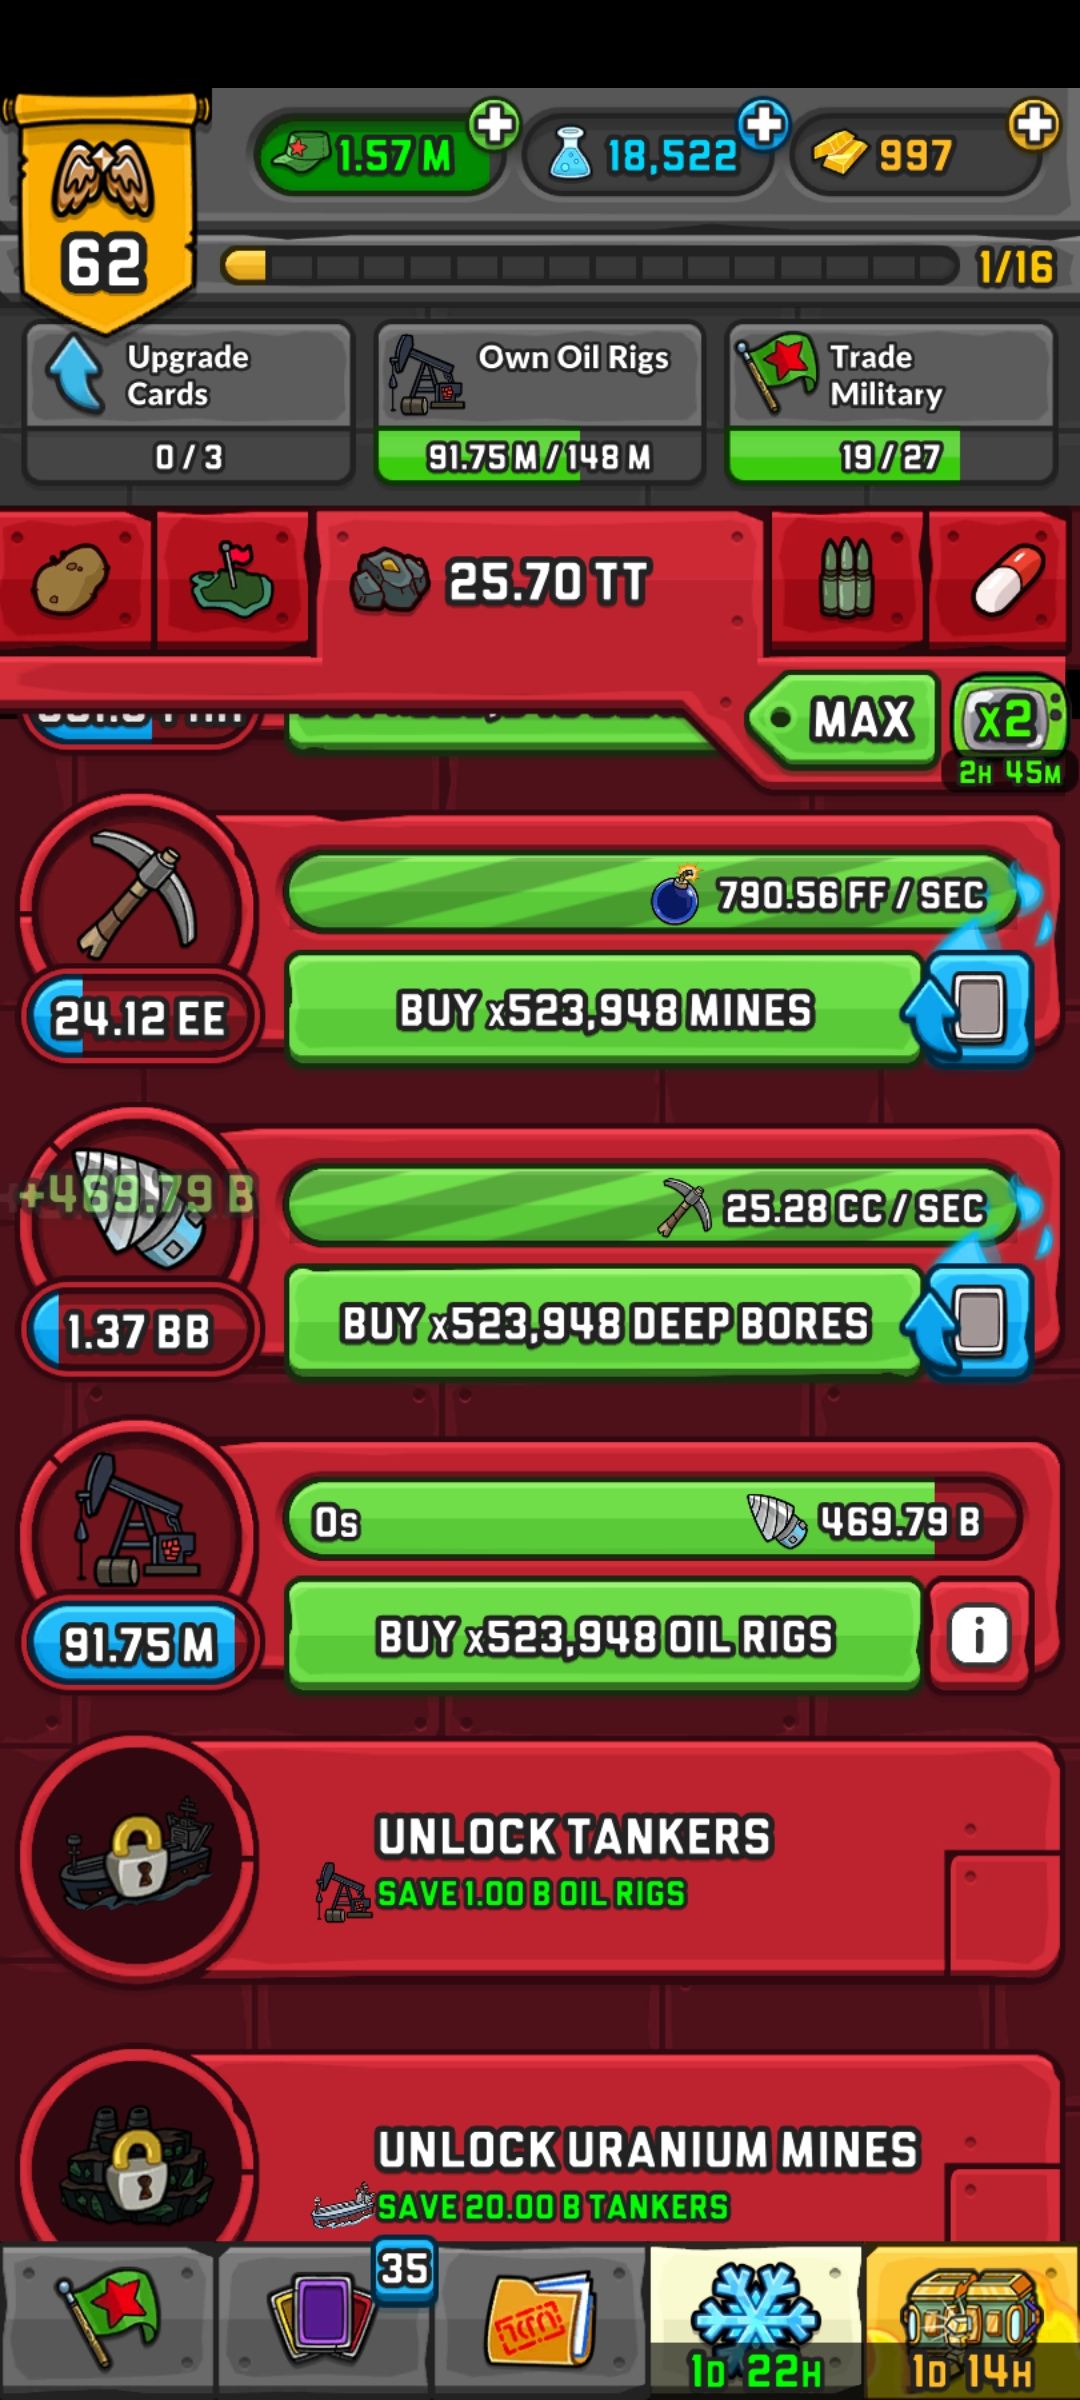 1.57 M
18,522
997
62
1/16
Upgrade
Cards
0 / 3
Own Oil Rigs
91.75 M / 148 M
Trade
Military
19 / 27
25.70 TT
MAX
x2
2H 45M
790.56 FF / SEC
24.12 EE
BUY x523,948 MINES
+469.79 B
25.28 CC / SEC
1.37 BB
BUY x523,948 DEEP BORES
0s
469.79 B
91.75 M
BUY x523,948 OIL RIGS
i
UNLOCK TANKERS
SAVE 1.00 B OIL RIGS
UNLOCK URANIUM MINES
SAVE 20.00 B TANKERS
35
1D 22H
1D 14H